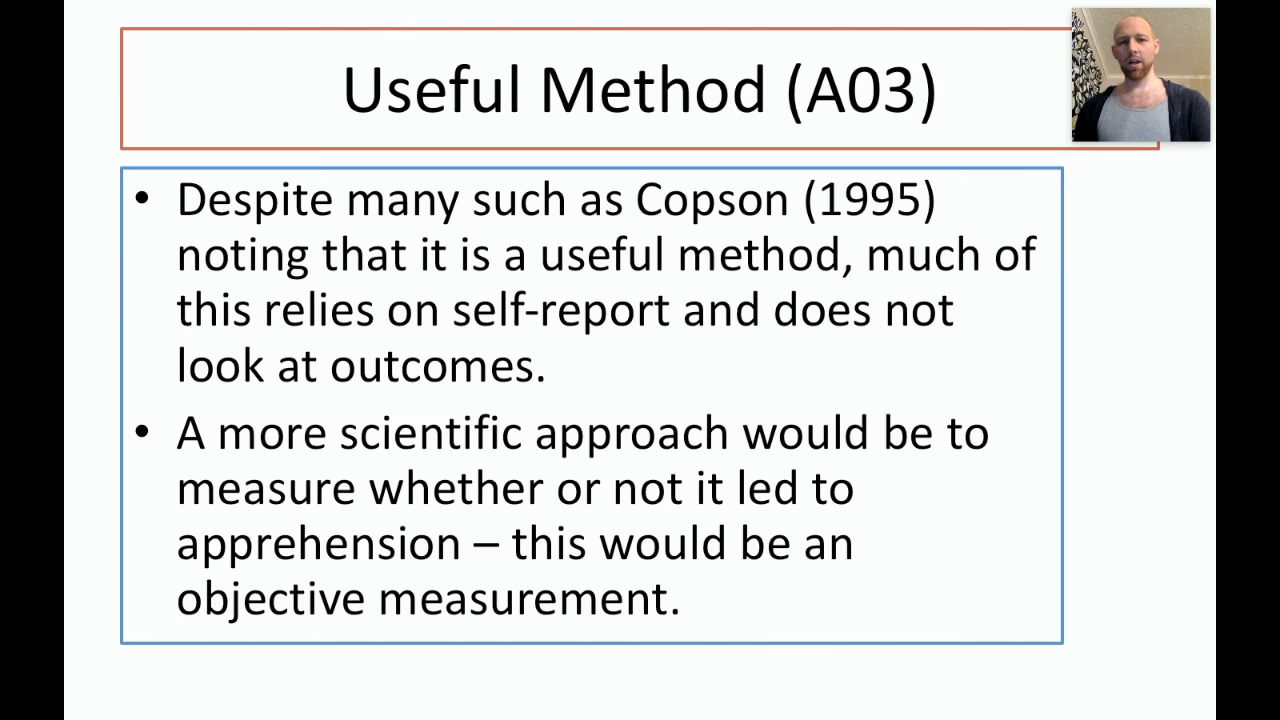 Useful Method (A03)
• Despite many such as Copson (1995)
noting that it is a useful method, much of
this relies on self-report and does not
look at outcomes.
• A more scientific approach would be to
measure whether or not it led to
apprehension – this would be an
objective measurement.